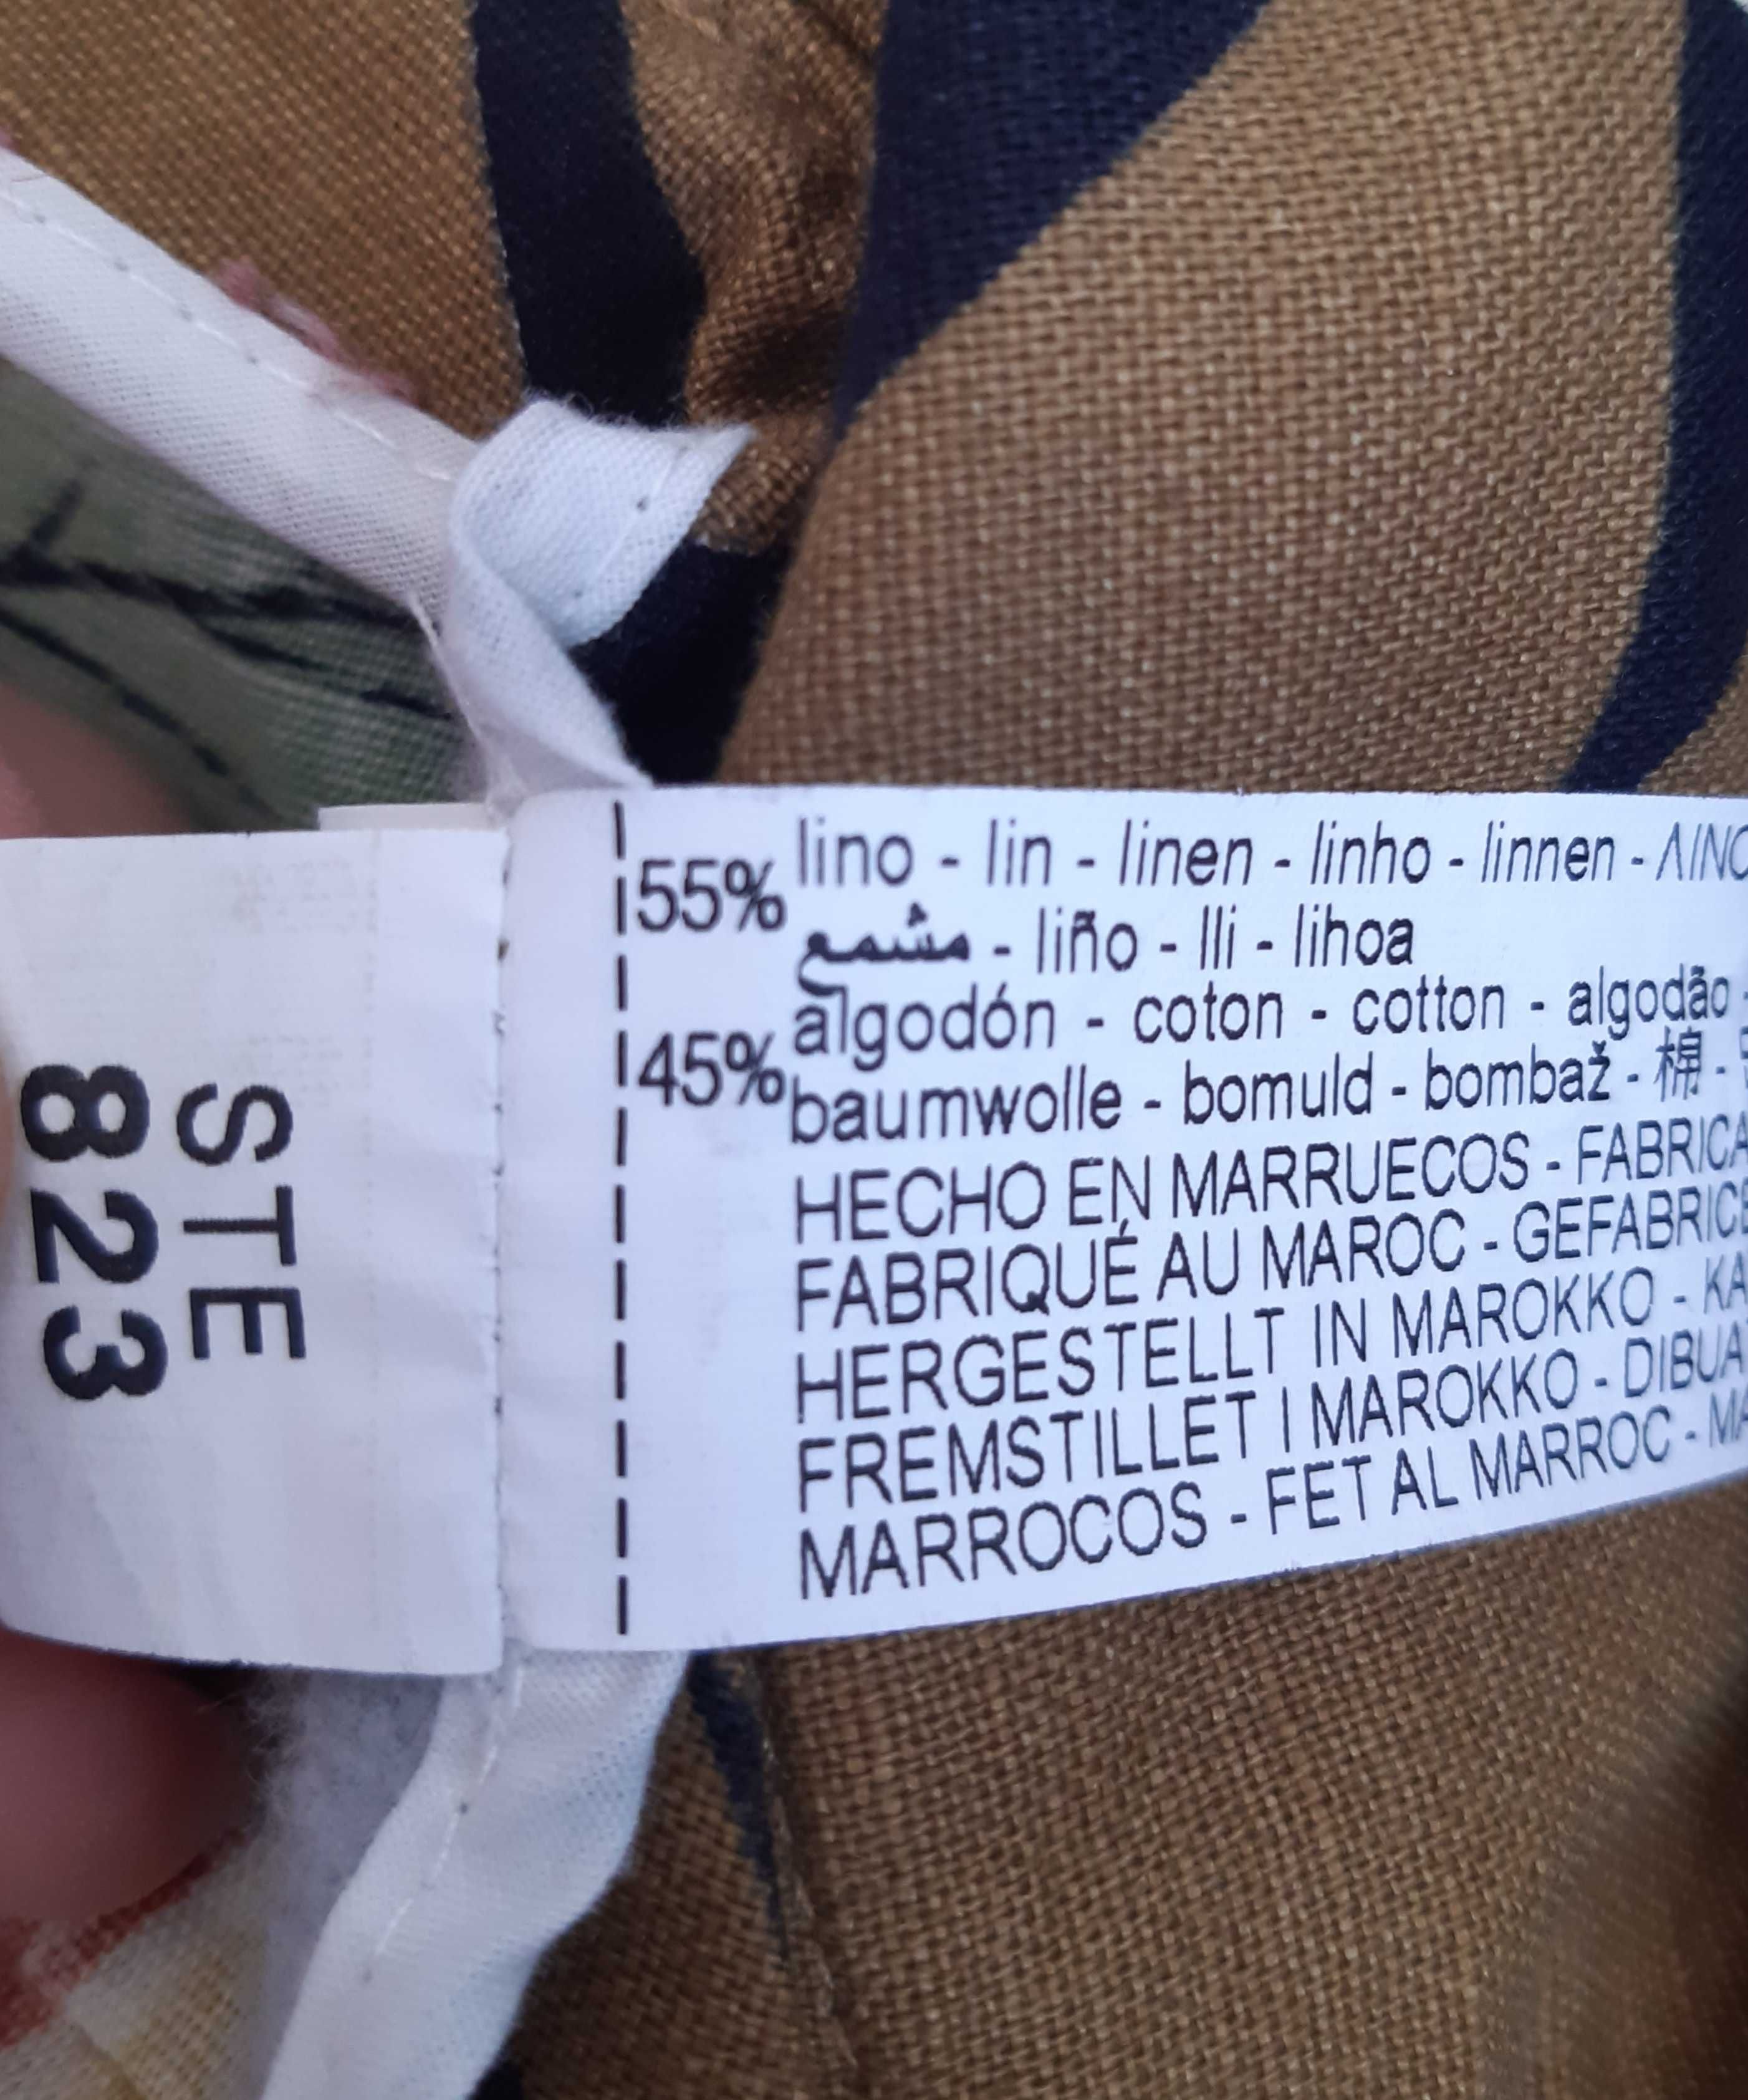 STE
823
55% lino - lin - linen - linho - linnen -
مشمع - liño - lli - lihoa
45% algodón - coton - cotton - algodão -
baumwolle - bomuld - bombaž - 棉 -
HECHO EN MARRUECOS -
FABRIQUÉ AU MAROC -
HERGESTELLT IN MAROKKO -
FREMSTILLET I MAROKKO -
MARROCOS - FET AL MARROC -